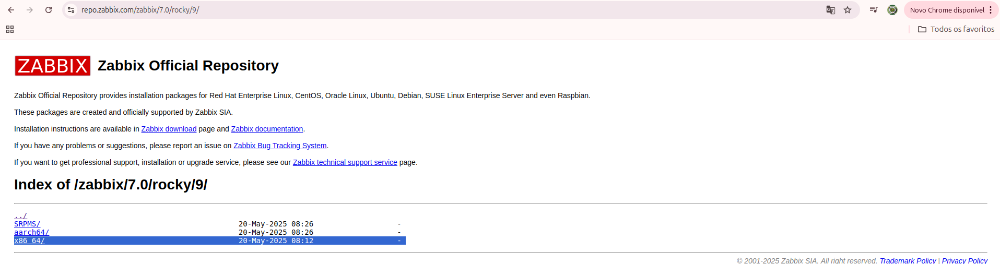 repo.zabbix.com/zabbix/7.0/rocky/9/
Novo Chrome disponível
Todos os favoritos
ZABBIX Zabbix Official Repository
Zabbix Official Repository provides installation packages for Red Hat Enterprise Linux, CentOS, Oracle Linux, Ubuntu, Debian, SUSE Linux Enterprise Server and even Raspbian.
These packages are created and officially supported by Zabbix SIA.
Installation instructions are available in Zabbix download page and Zabbix documentation.
If you have any problems or suggestions, please report an issue on Zabbix Bug Tracking System.
If you want to get professional support, installation or upgrade service, please see our Zabbix technical support service page.
Index of /zabbix/7.0/rocky/9/
../
SRPMS/ 20-May-2025 08:26 -
aarch64/ 20-May-2025 08:26 -
x86_64/ 20-May-2025 08:12 -
© 2001-2025 Zabbix SIA. All right reserved. Trademark Policy | Privacy Policy